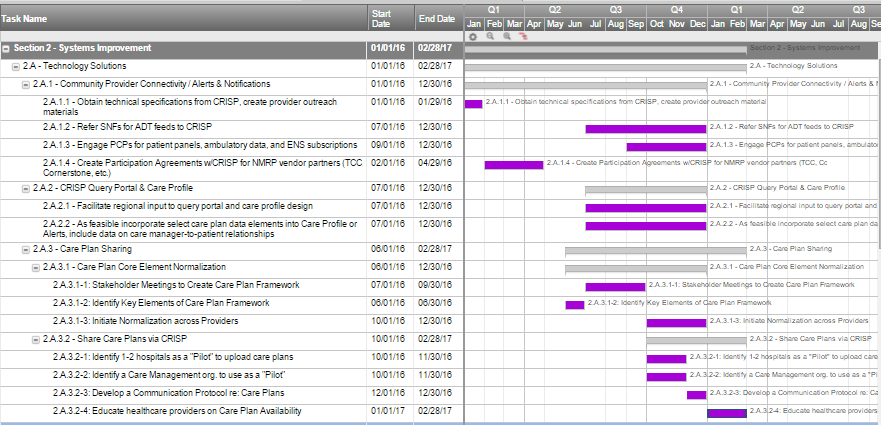 Task Name Start Date End Date Q1 Q2 Q3 Q4 Q1 Q2 Q3
Jan Feb Mar Apr May Jun Jul Aug Sep Oct Nov Dec Jan Feb Mar Apr May Jun Jul Aug Se
Section 2 - Systems Improvement 01/01/16 02/28/17 Section 2 - Systems Improvement
2.A - Technology Solutions 01/01/16 02/28/17 2.A - Technology Solutions
2.A.1 - Community Provider Connectivity / Alerts & Notifications 01/01/16 12/30/16 2.A.1 - Community Provider Connectivity / Alerts &
2.A.1.1 - Obtain technical specifications from CRISP, create provider outreach 01/01/16 01/29/16 2.A.1.1 - Obtain technical specifications from CRISP, create provider outreach material
materials
2.A.1.2 - Refer SNFs for ADT feeds to CRISP 07/01/16 12/30/16 2.A.1.2 - Refer SNFs for ADT feeds to CRISP
2.A.1.3 - Engage PCPs for patient panels, ambulatory data, and ENS subscriptions 09/01/16 12/30/16 2.A.1.3 - Engage PCPs for patient panels, ambulato
2.A.1.4 - Create Participation Agreements w/CRISP for NMRP vendor partners (TCC 02/01/16 04/29/16 2.A.1.4 - Create Participation Agreements w/CRISP for NMRP vendor partners (TCC, Cc
Cornerstone, etc.)
2.A.2 - CRISP Query Portal & Care Profile 07/01/16 12/30/16 2.A.2 - CRISP Query Portal & Care Profile
2.A.2.1 - Facilitate regional input to query portal and care profile design 07/01/16 12/30/16 2.A.2.1 - Facilitate regional input to query portal and
2.A.2.2 - As feasible incorporate select care plan data elements into Care Profile or 07/01/16 12/30/16 2.A.2.2 - As feasible incorporate select care plan da
Alerts, include data on care manager-to-patient relationships
2.A.3 - Care Plan Sharing 06/01/16 02/28/17 2.A.3 - Care Plan Sharing
2.A.3.1 - Care Plan Core Element Normalization 06/01/16 12/30/16 2.A.3.1 - Care Plan Core Element Normalization
2.A.3.1-1: Stakeholder Meetings to Create Care Plan Framework 07/01/16 09/30/16 2.A.3.1-1: Stakeholder Meetings to Create Care Plan Framework
2.A.3.1-2: Identify Key Elements of Care Plan Framework 06/01/16 06/30/16 2.A.3.1-2: Identify Key Elements of Care Plan Framework
2.A.3.1-3: Initiate Normalization across Providers 10/01/16 12/30/16 2.A.3.1-3: Initiate Normalization across Providers
2.A.3.2 - Share Care Plans via CRISP 10/01/16 02/28/17 2.A.3.2 - Share Care Plans via CRISP
2.A.3.2-1: Identify 1-2 hospitals as a "Pilot" to upload care plans 10/01/16 11/30/16 2.A.3.2-1: Identify 1-2 hospitals as a "Pilot" to upload care
2.A.3.2-2: Identify a Care Management org. to use as a "Pilot" 10/01/16 11/30/16 2.A.3.2-2: Identify a Care Management org. to use as a "Pi
2.A.3.2-3: Develop a Communication Protocol re: Care Plans 12/01/16 12/30/16 2.A.3.2-3: Develop a Communication Protocol re: Ca
2.A.3.2-4: Educate healthcare providers on Care Plan Availability 01/01/17 02/28/17 2.A.3.2-4: Educate healthcare providers